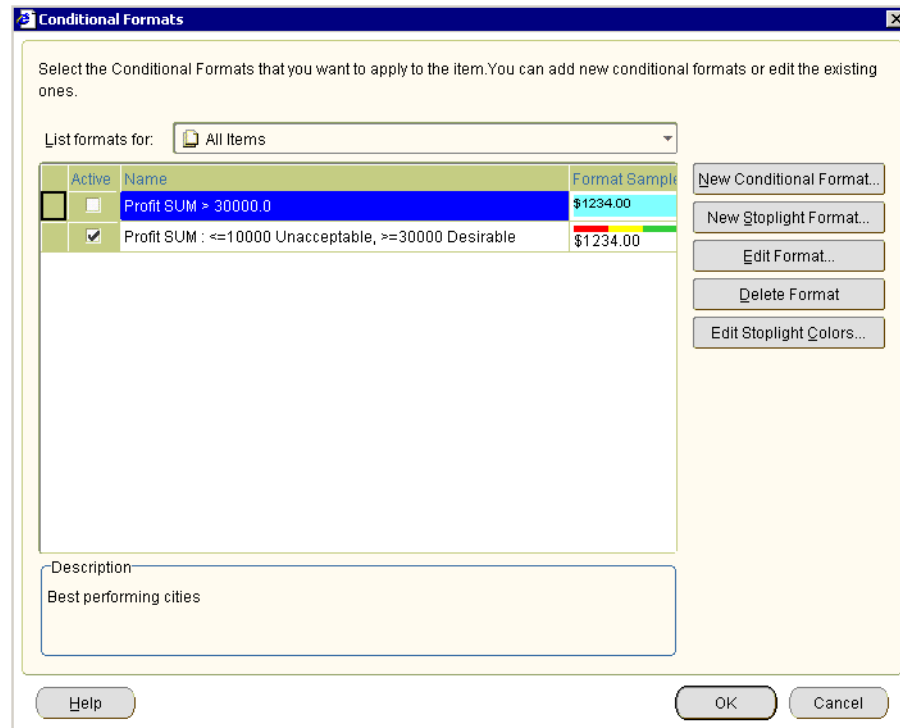 Conditional Formats
Select the Conditional Formats that you want to apply to the item.You can add new conditional formats or edit the existing
ones.
List formats for: All Items
Active Name Format Sample
Profit SUM > 30000.0 $1234.00
Profit SUM : <=10000 Unacceptable, >=30000 Desirable $1234.00
New Conditional Format...
New Stoplight Format...
Edit Format...
Delete Format
Edit Stoplight Colors...
Description
Best performing cities
Help OK Cancel